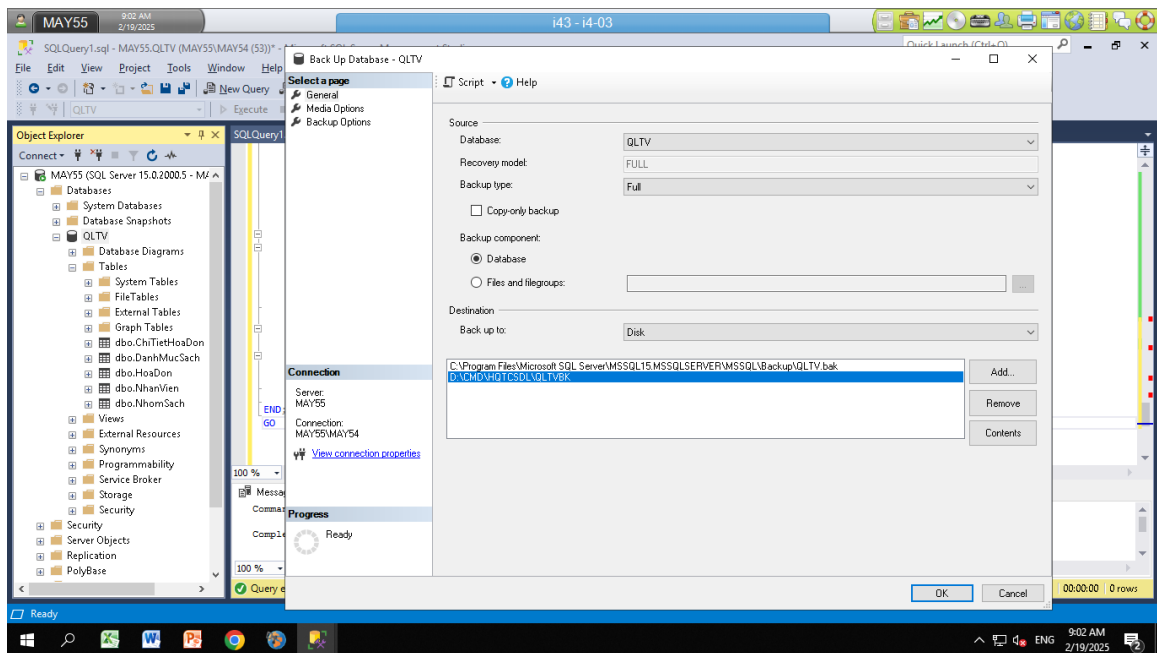 MAY55
9:02 AM
2/19/2025
i43 - i4-03
SQLQuery1.sql - MAY55.QLTV (MAY55\MAY54 (53))* -
Quick Launch (Ctrl+Q)
File Edit View Project Tools Window Help
New Query
QLTV
Execute
Object Explorer
Connect
MAY55 (SQL Server 15.0.2000.5 - MA
Databases
System Databases
Database Snapshots
QLTV
Database Diagrams
Tables
System Tables
FileTables
External Tables
Graph Tables
dbo.ChiTietHoaDon
dbo.DanhMucSach
dbo.HoaDon
dbo.NhanVien
dbo.NhomSach
Views
External Resources
Synonyms
Programmability
Service Broker
Storage
Security
Security
Server Objects
Replication
PolyBase
SQLQuery1
END;
GO
100 %
Messa
Comma
Comple
100 %
Query e
00:00:00 0 rows
Back Up Database - QLTV
Select a page
General
Media Options
Backup Options
Script Help
Source
Database: QLTV
Recovery model: FULL
Backup type: Full
Copy-only backup
Backup component:
Database
Files and filegroups:
...
Destination
Back up to: Disk
C:\Program Files\Microsoft SQL Server\MSSQL15.MSSQLSERVER\MSSQL\Backup\QLTV.bak
D:\CMD\HQTCSDL\QLTVBK
Add...
Remove
Contents
Connection
Server:
MAY55
Connection:
MAY55\MAY54
View connection properties
Progress
Ready
OK Cancel
Ready
ENG
9:02 AM
2/19/2025
2